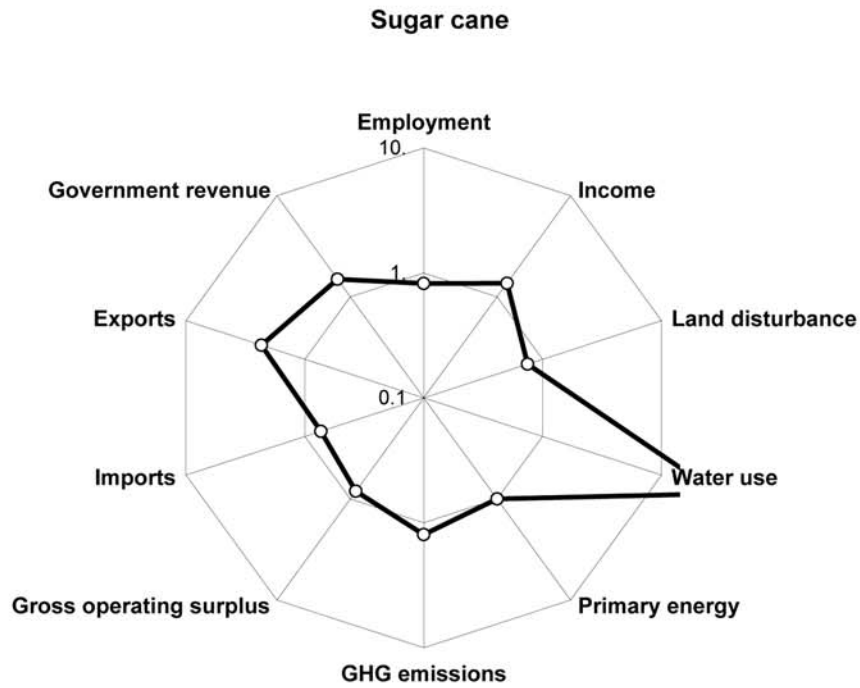 Sugar cane
Employment
10.
Government revenue
Income
1.
Exports
Land disturbance
0.1
Imports
Water use
Gross operating surplus
Primary energy
GHG emissions